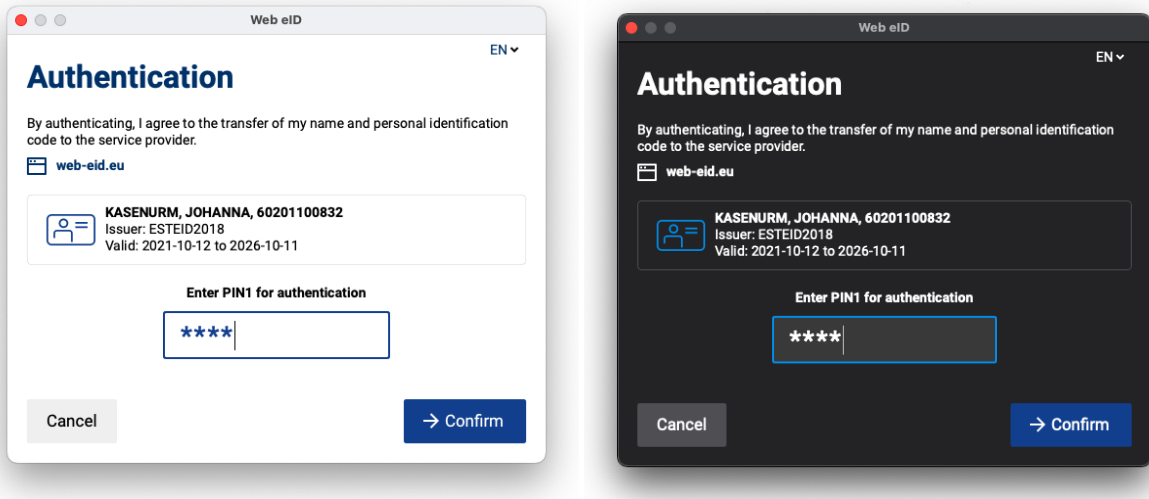 Web eID
EN
Authentication
By authenticating, I agree to the transfer of my name and personal identification
code to the service provider.
web-eid.eu
KASENURM, JOHANNA, 60201100832
Issuer: ESTEID2018
Valid: 2021-10-12 to 2026-10-11
Enter PIN1 for authentication
****
Cancel
→ Confirm
Web eID
EN
Authentication
By authenticating, I agree to the transfer of my name and personal identification
code to the service provider.
web-eid.eu
KASENURM, JOHANNA, 60201100832
Issuer: ESTEID2018
Valid: 2021-10-12 to 2026-10-11
Enter PIN1 for authentication
****
Cancel
→ Confirm